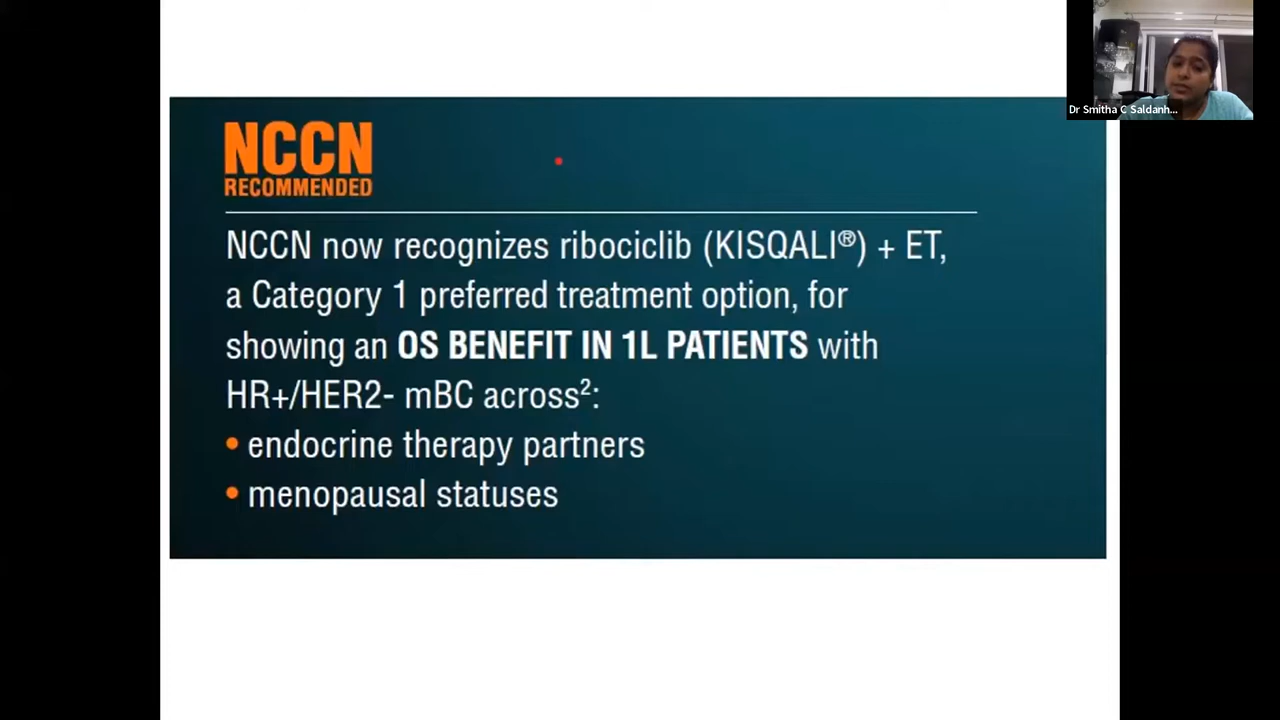 NCCN
RECOMMENDED
NCCN now recognizes ribociclib (KISQALI®) + ET,
a Category 1 preferred treatment option, for
showing an OS BENEFIT IN 1L PATIENTS with
HR+/HER2- mBC across²:
• endocrine therapy partners
• menopausal statuses
Dr Smitha C Saldanh...